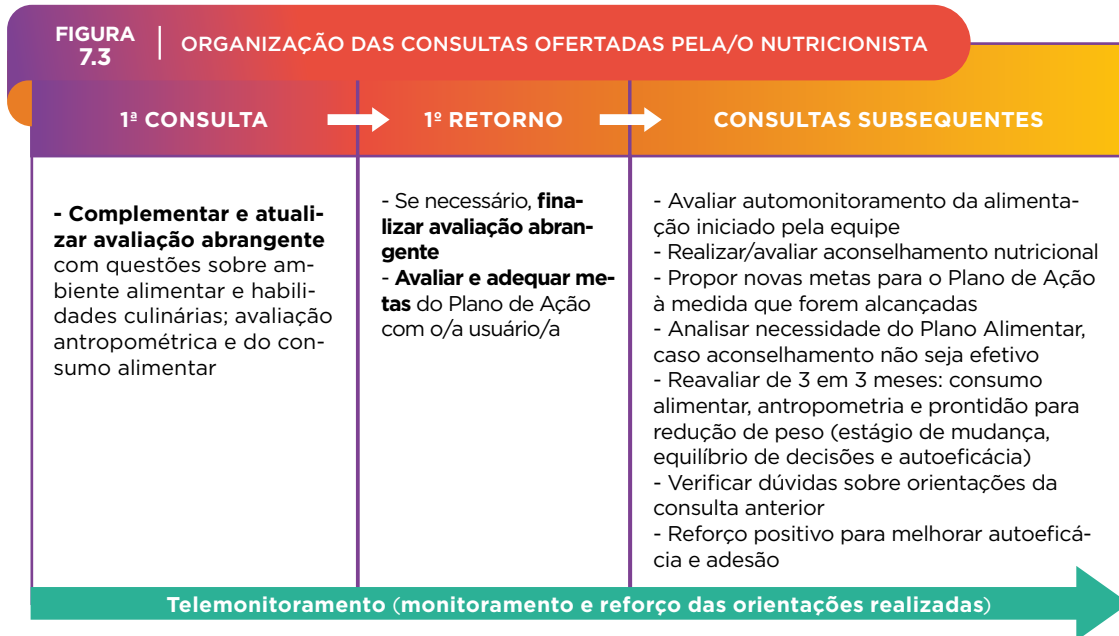 FIGURA
7.3
ORGANIZAÇÃO DAS CONSULTAS OFERTADAS PELA/O NUTRICIONISTA
1ª CONSULTA
1º RETORNO
CONSULTAS SUBSEQUENTES
- Complementar e atuali-
zar avaliação abrangente
com questões sobre am-
biente alimentar e habili-
dades culinárias; avaliação
antropométrica e do con-
sumo alimentar
- Se necessário, fina-
lizar avaliação abran-
gente
- Avaliar e adequar me-
tas do Plano de Ação
com o/a usuário/a
- Avaliar automonitoramento da alimenta-
ção iniciado pela equipe
- Realizar/avaliar aconselhamento nutricional
- Propor novas metas para o Plano de Ação
à medida que forem alcançadas
- Analisar necessidade do Plano Alimentar,
caso aconselhamento não seja efetivo
- Reavaliar de 3 em 3 meses: consumo
alimentar, antropometria e prontidão para
redução de peso (estágio de mudança,
equilíbrio de decisões e autoeficácia)
- Verificar dúvidas sobre orientações da
consulta anterior
- Reforço positivo para melhorar autoeficá-
cia e adesão
Telemonitoramento (monitoramento e reforço das orientações realizadas)